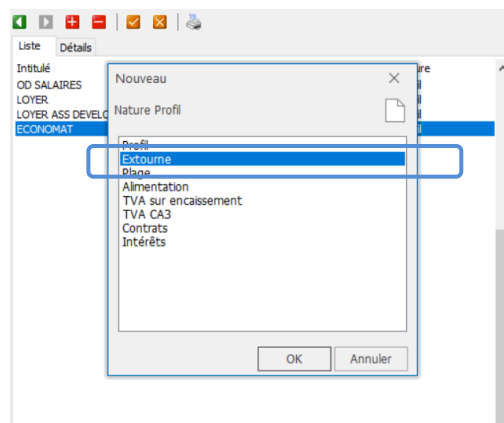 Liste Détails
Intitulé
OD SALAIRES
LOYER
LOYER ASS DEVELO
ECONOMAT
Nouveau
Nature Profil
Profil
Extourne
Plage
Alimentation
TVA sur encaissement
TVA CA3
Contrats
Intérêts
OK Annuler